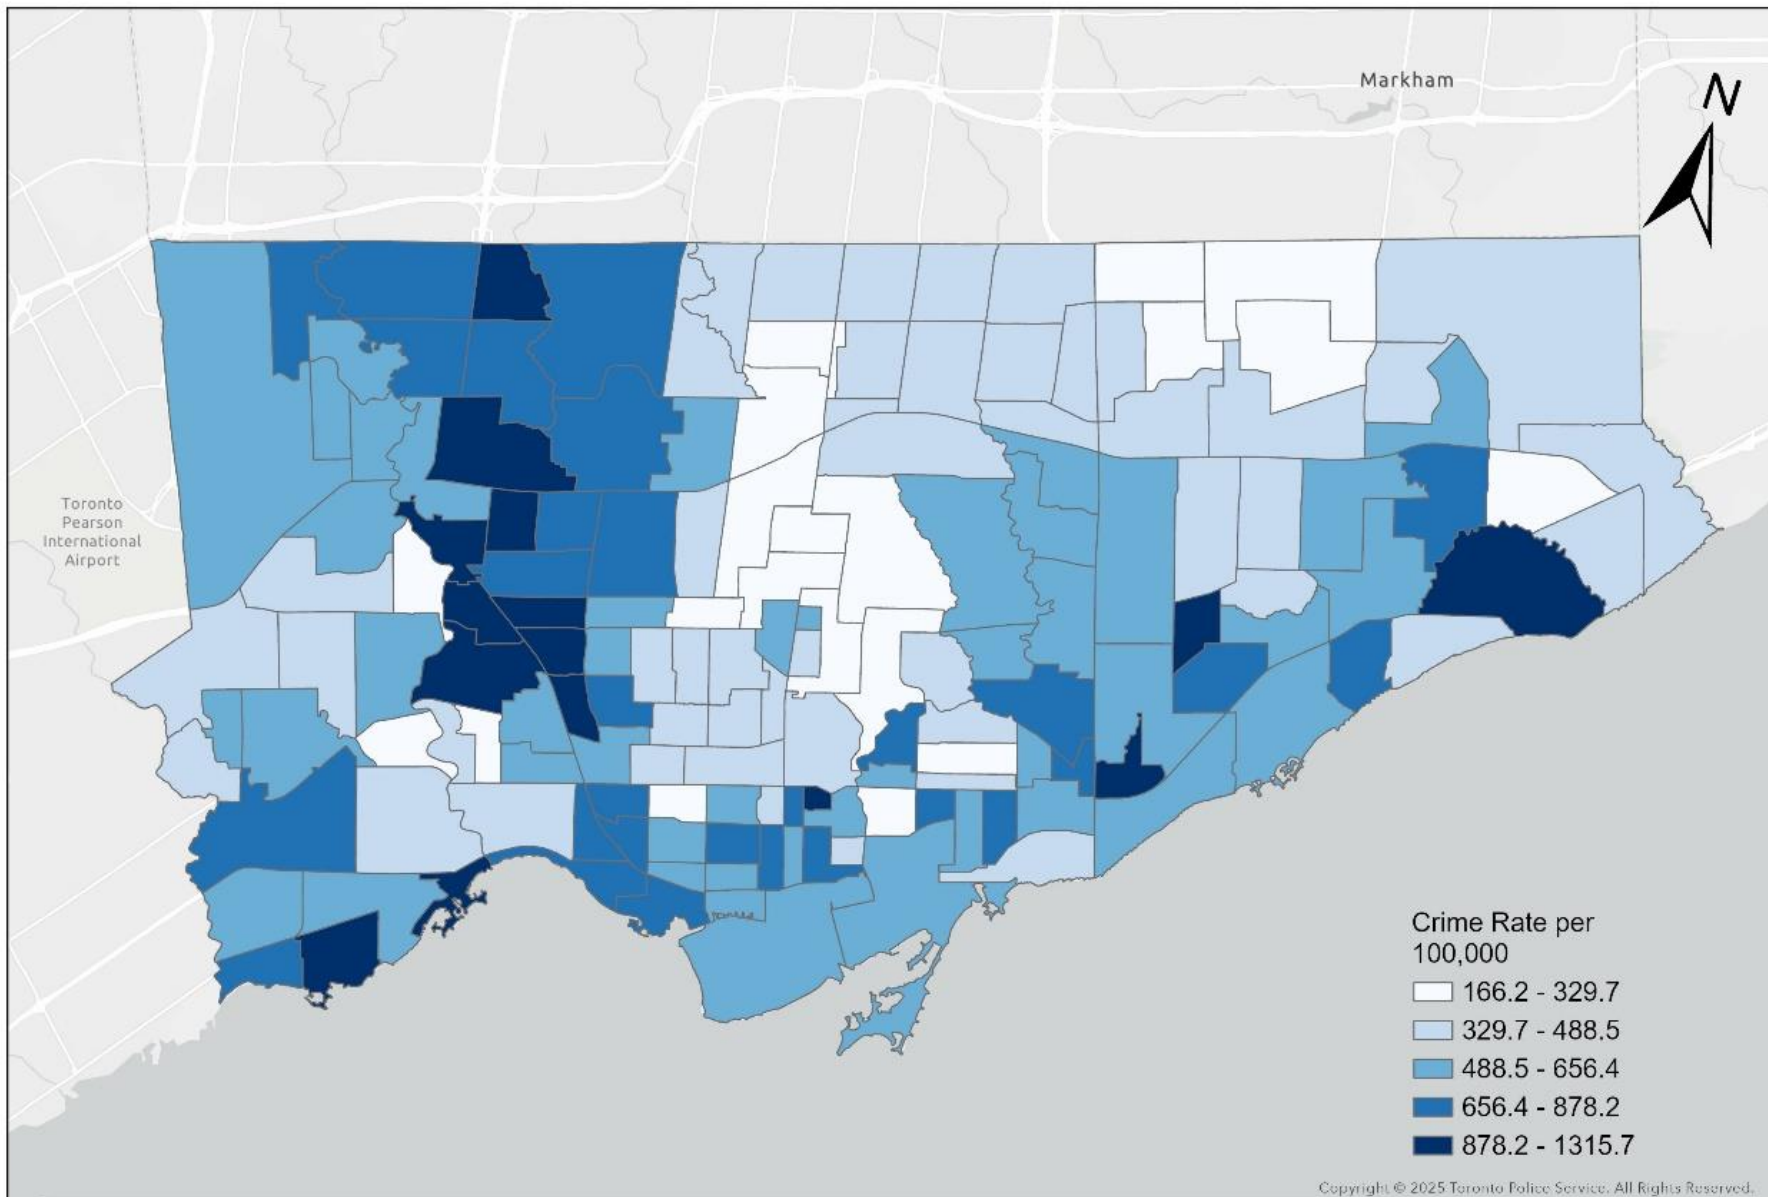 Markham
N
Toronto
Pearson
International
Airport
Crime Rate per
100,000
166.2 - 329.7
329.7 - 488.5
488.5 - 656.4
656.4 - 878.2
878.2 - 1315.7
Copyright © 2025 Toronto Police Service. All Rights Reserved.